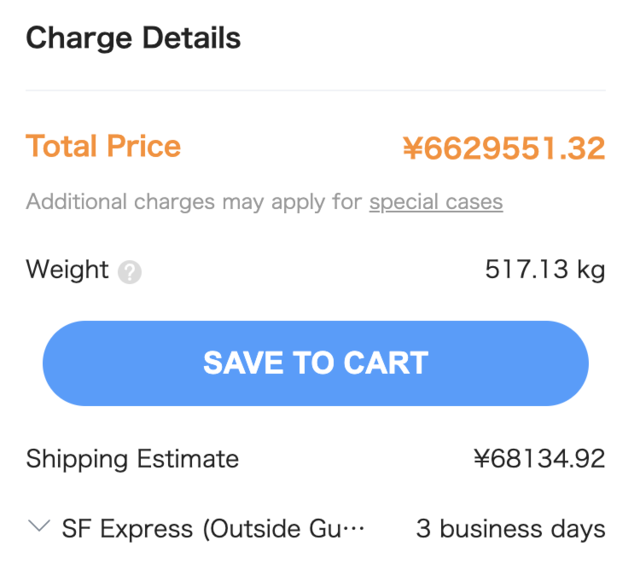 Charge Details
Total Price ¥6629551.32
Additional charges may apply for special cases
Weight ? 517.13 kg
SAVE TO CART
Shipping Estimate ¥68134.92
SF Express (Outside Gu··· 3 business days